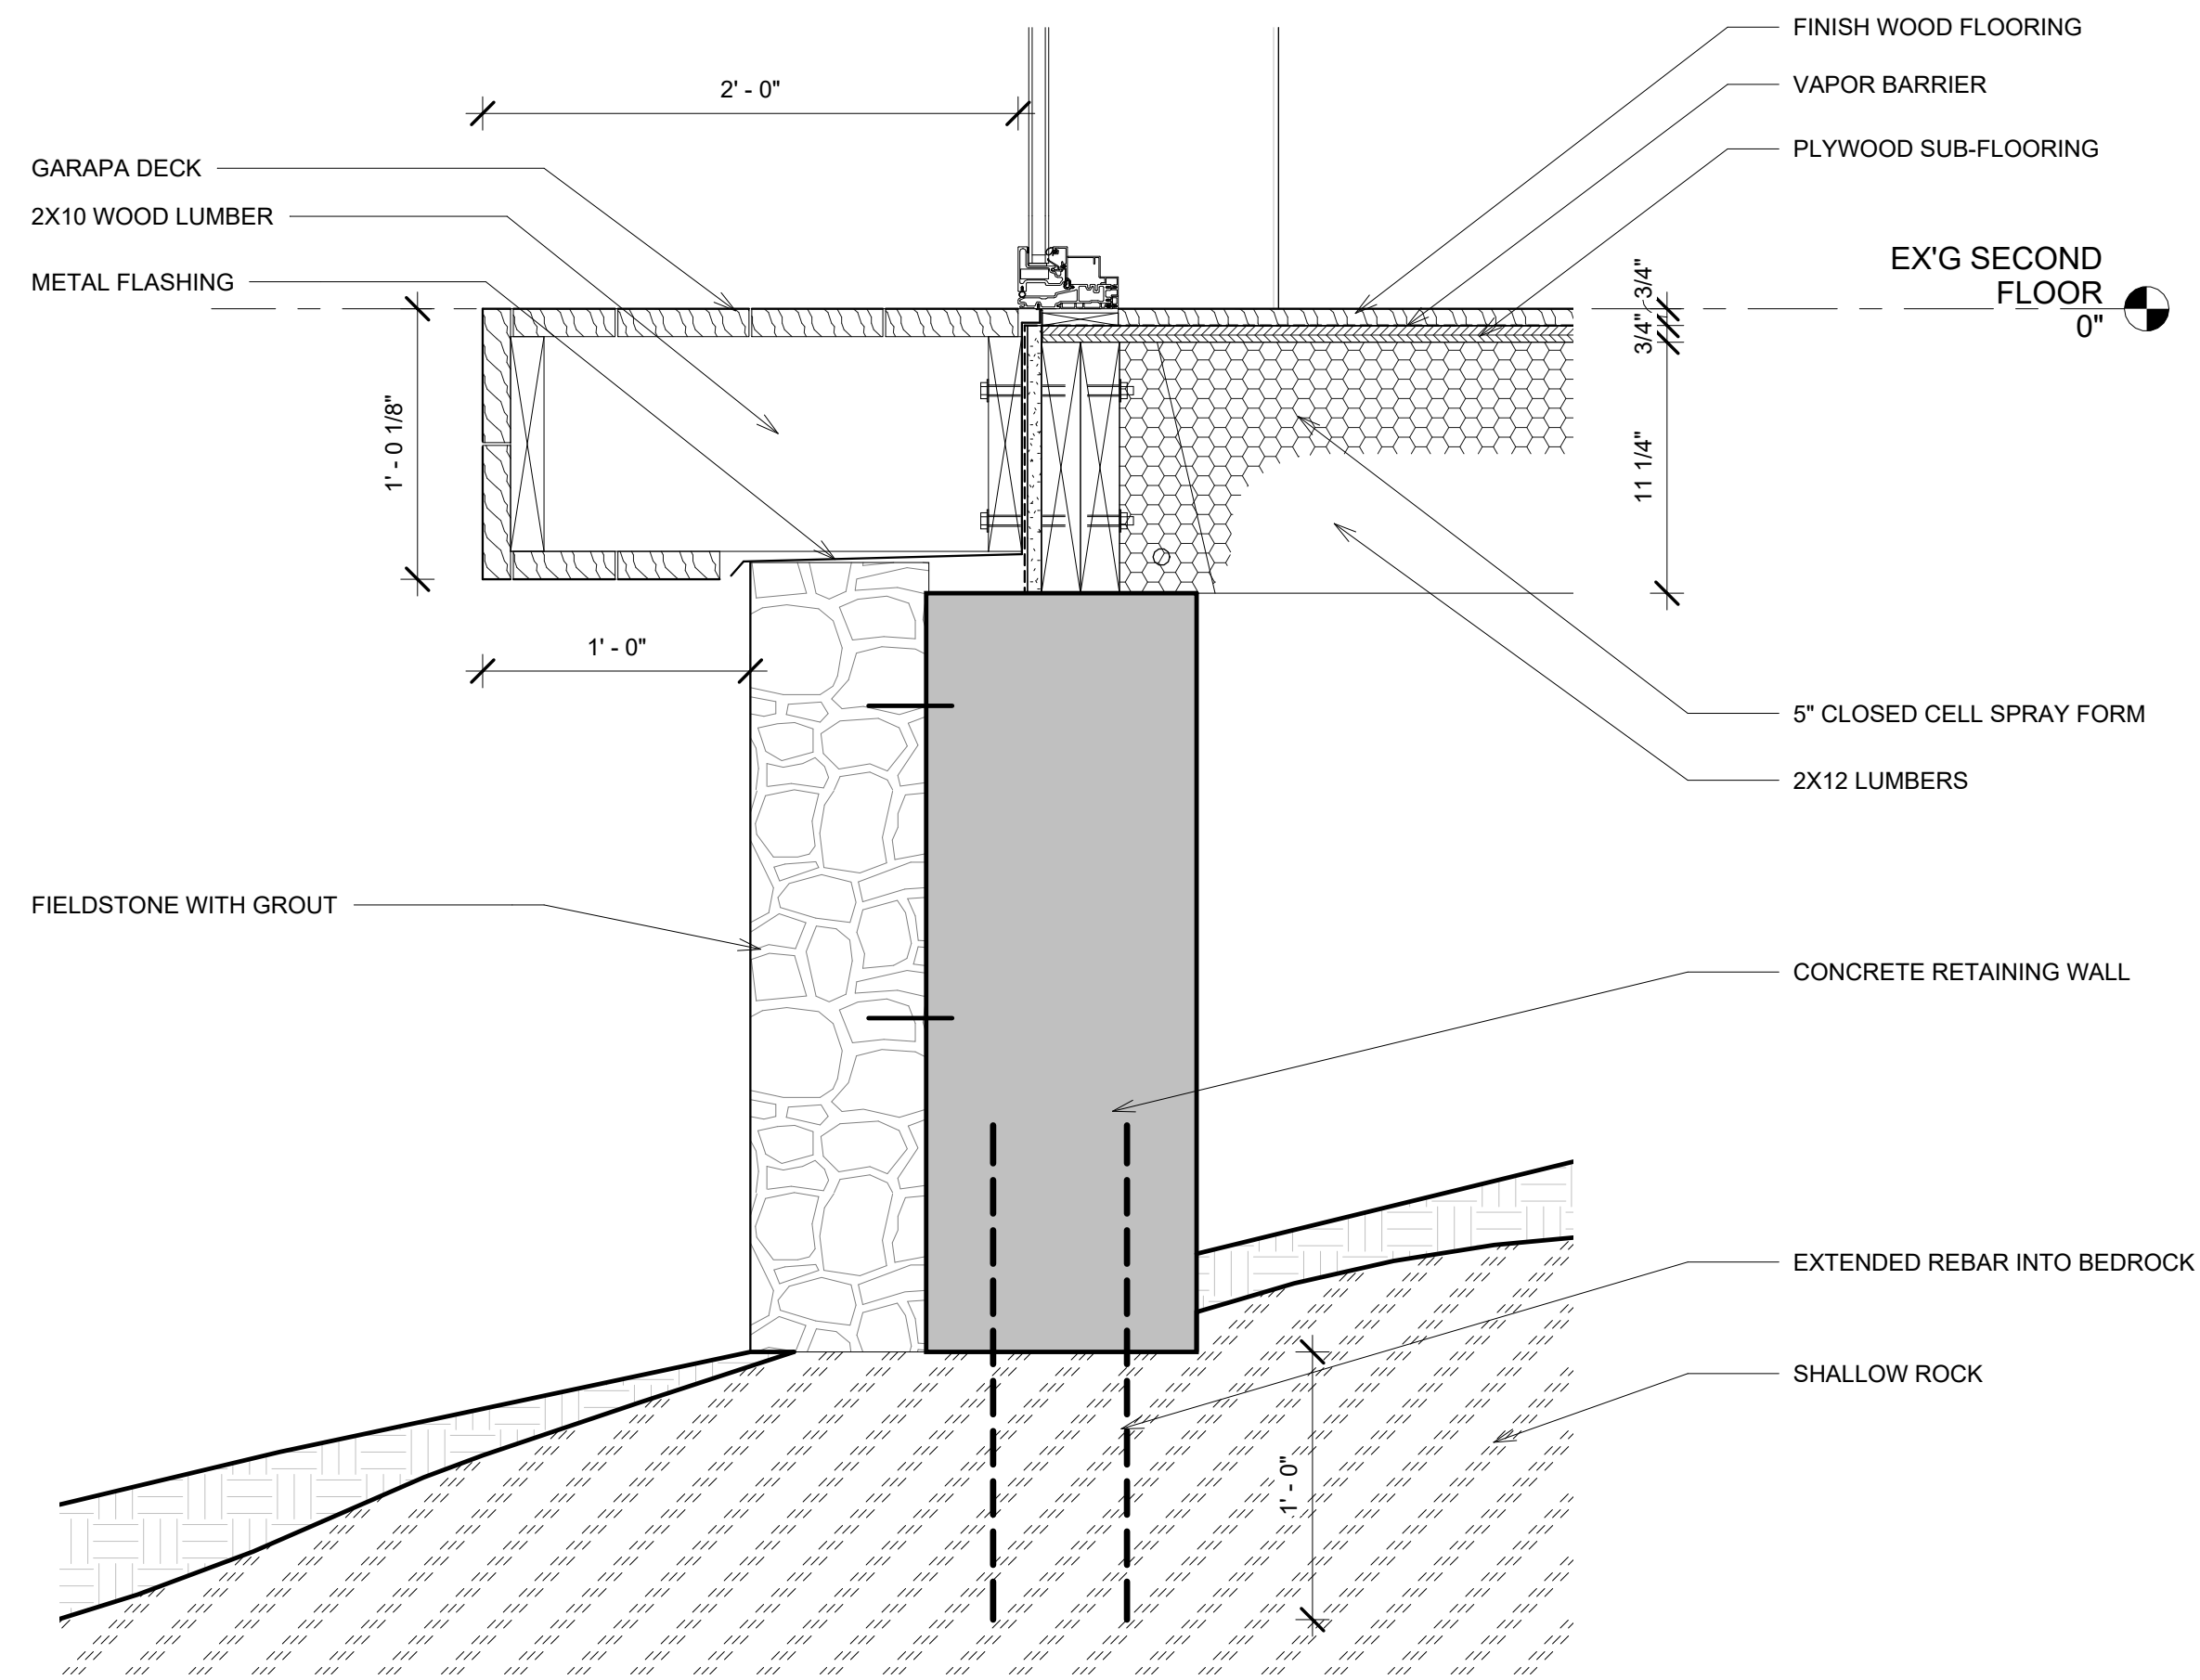 FINISH WOOD FLOORING
VAPOR BARRIER
2' - 0"
PLYWOOD SUB-FLOORING
GARAPA DECK
2X10 WOOD LUMBER
METAL FLASHING
EX'G SECOND
FLOOR
0"
3/4"
3/4"
1' - 0 1/8"
11 1/4"
1' - 0"
5" CLOSED CELL SPRAY FORM
2X12 LUMBERS
FIELDSTONE WITH GROUT
CONCRETE RETAINING WALL
EXTENDED REBAR INTO BEDROCK
SHALLOW ROCK
1' - 0"